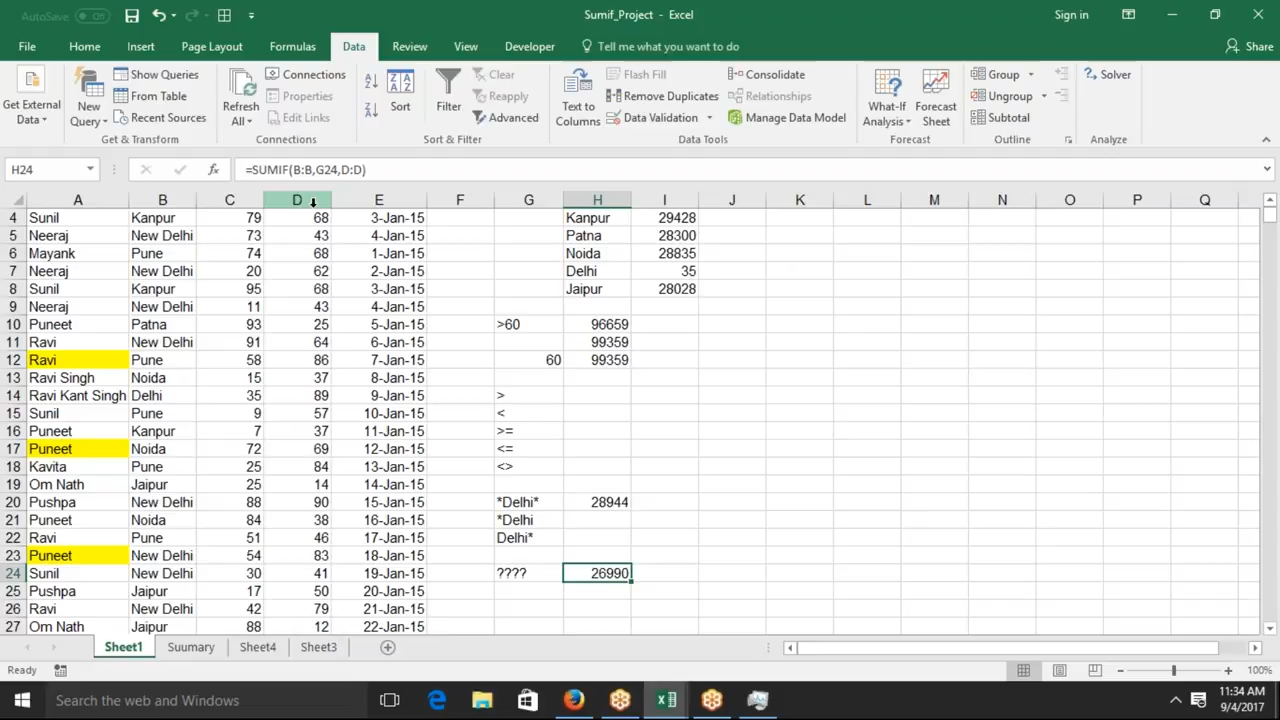 AutoSave Off Sumif_Project - Excel Sign in
File Home Insert Page Layout Formulas Data Review View Developer Tell me what you want to do Share
Get External Data
New Query
Show Queries
From Table
Recent Sources
Get & Transform
Refresh All
Connections
Properties
Edit Links
Connections
Sort
Filter
Clear
Reapply
Advanced
Sort & Filter
Text to Columns
Flash Fill
Remove Duplicates
Data Validation
Consolidate
Relationships
Manage Data Model
Data Tools
What-If Analysis
Forecast Sheet
Forecast
Group
Ungroup
Subtotal
Outline
Solver
Analyze
H24 fx =SUMIF(B:B,G24,D:D)
A B C D E F G H I J K L M N O P Q
4 Sunil Kanpur 79 68 3-Jan-15 Kanpur 29428
5 Neeraj New Delhi 73 43 4-Jan-15 Patna 28300
6 Mayank Pune 74 68 1-Jan-15 Noida 28835
7 Neeraj New Delhi 20 62 2-Jan-15 Delhi 35
8 Sunil Kanpur 95 68 3-Jan-15 Jaipur 28028
9 Neeraj New Delhi 11 43 4-Jan-15
10 Puneet Patna 93 25 5-Jan-15 >60 96659
11 Ravi New Delhi 91 64 6-Jan-15 99359
12 Ravi Pune 58 86 7-Jan-15 60 99359
13 Ravi Singh Noida 15 37 8-Jan-15
14 Ravi Kant Singh Delhi 35 89 9-Jan-15 >
15 Sunil Pune 9 57 10-Jan-15 <
16 Puneet Kanpur 7 37 11-Jan-15 >=
17 Puneet Noida 72 69 12-Jan-15 <=
18 Kavita Pune 25 84 13-Jan-15 <>
19 Om Nath Jaipur 25 14 14-Jan-15
20 Pushpa New Delhi 88 90 15-Jan-15 *Delhi* 28944
21 Puneet Noida 84 38 16-Jan-15 *Delhi
22 Ravi Pune 51 46 17-Jan-15 Delhi*
23 Puneet New Delhi 54 83 18-Jan-15
24 Sunil New Delhi 30 41 19-Jan-15 ???? 26990
25 Pushpa Jaipur 17 50 20-Jan-15
26 Ravi New Delhi 42 79 21-Jan-15
27 Om Nath Jaipur 88 12 22-Jan-15
Sheet1 Suumary Sheet4 Sheet3
Ready 100%
Search the web and Windows 11:34 AM
9/4/2017